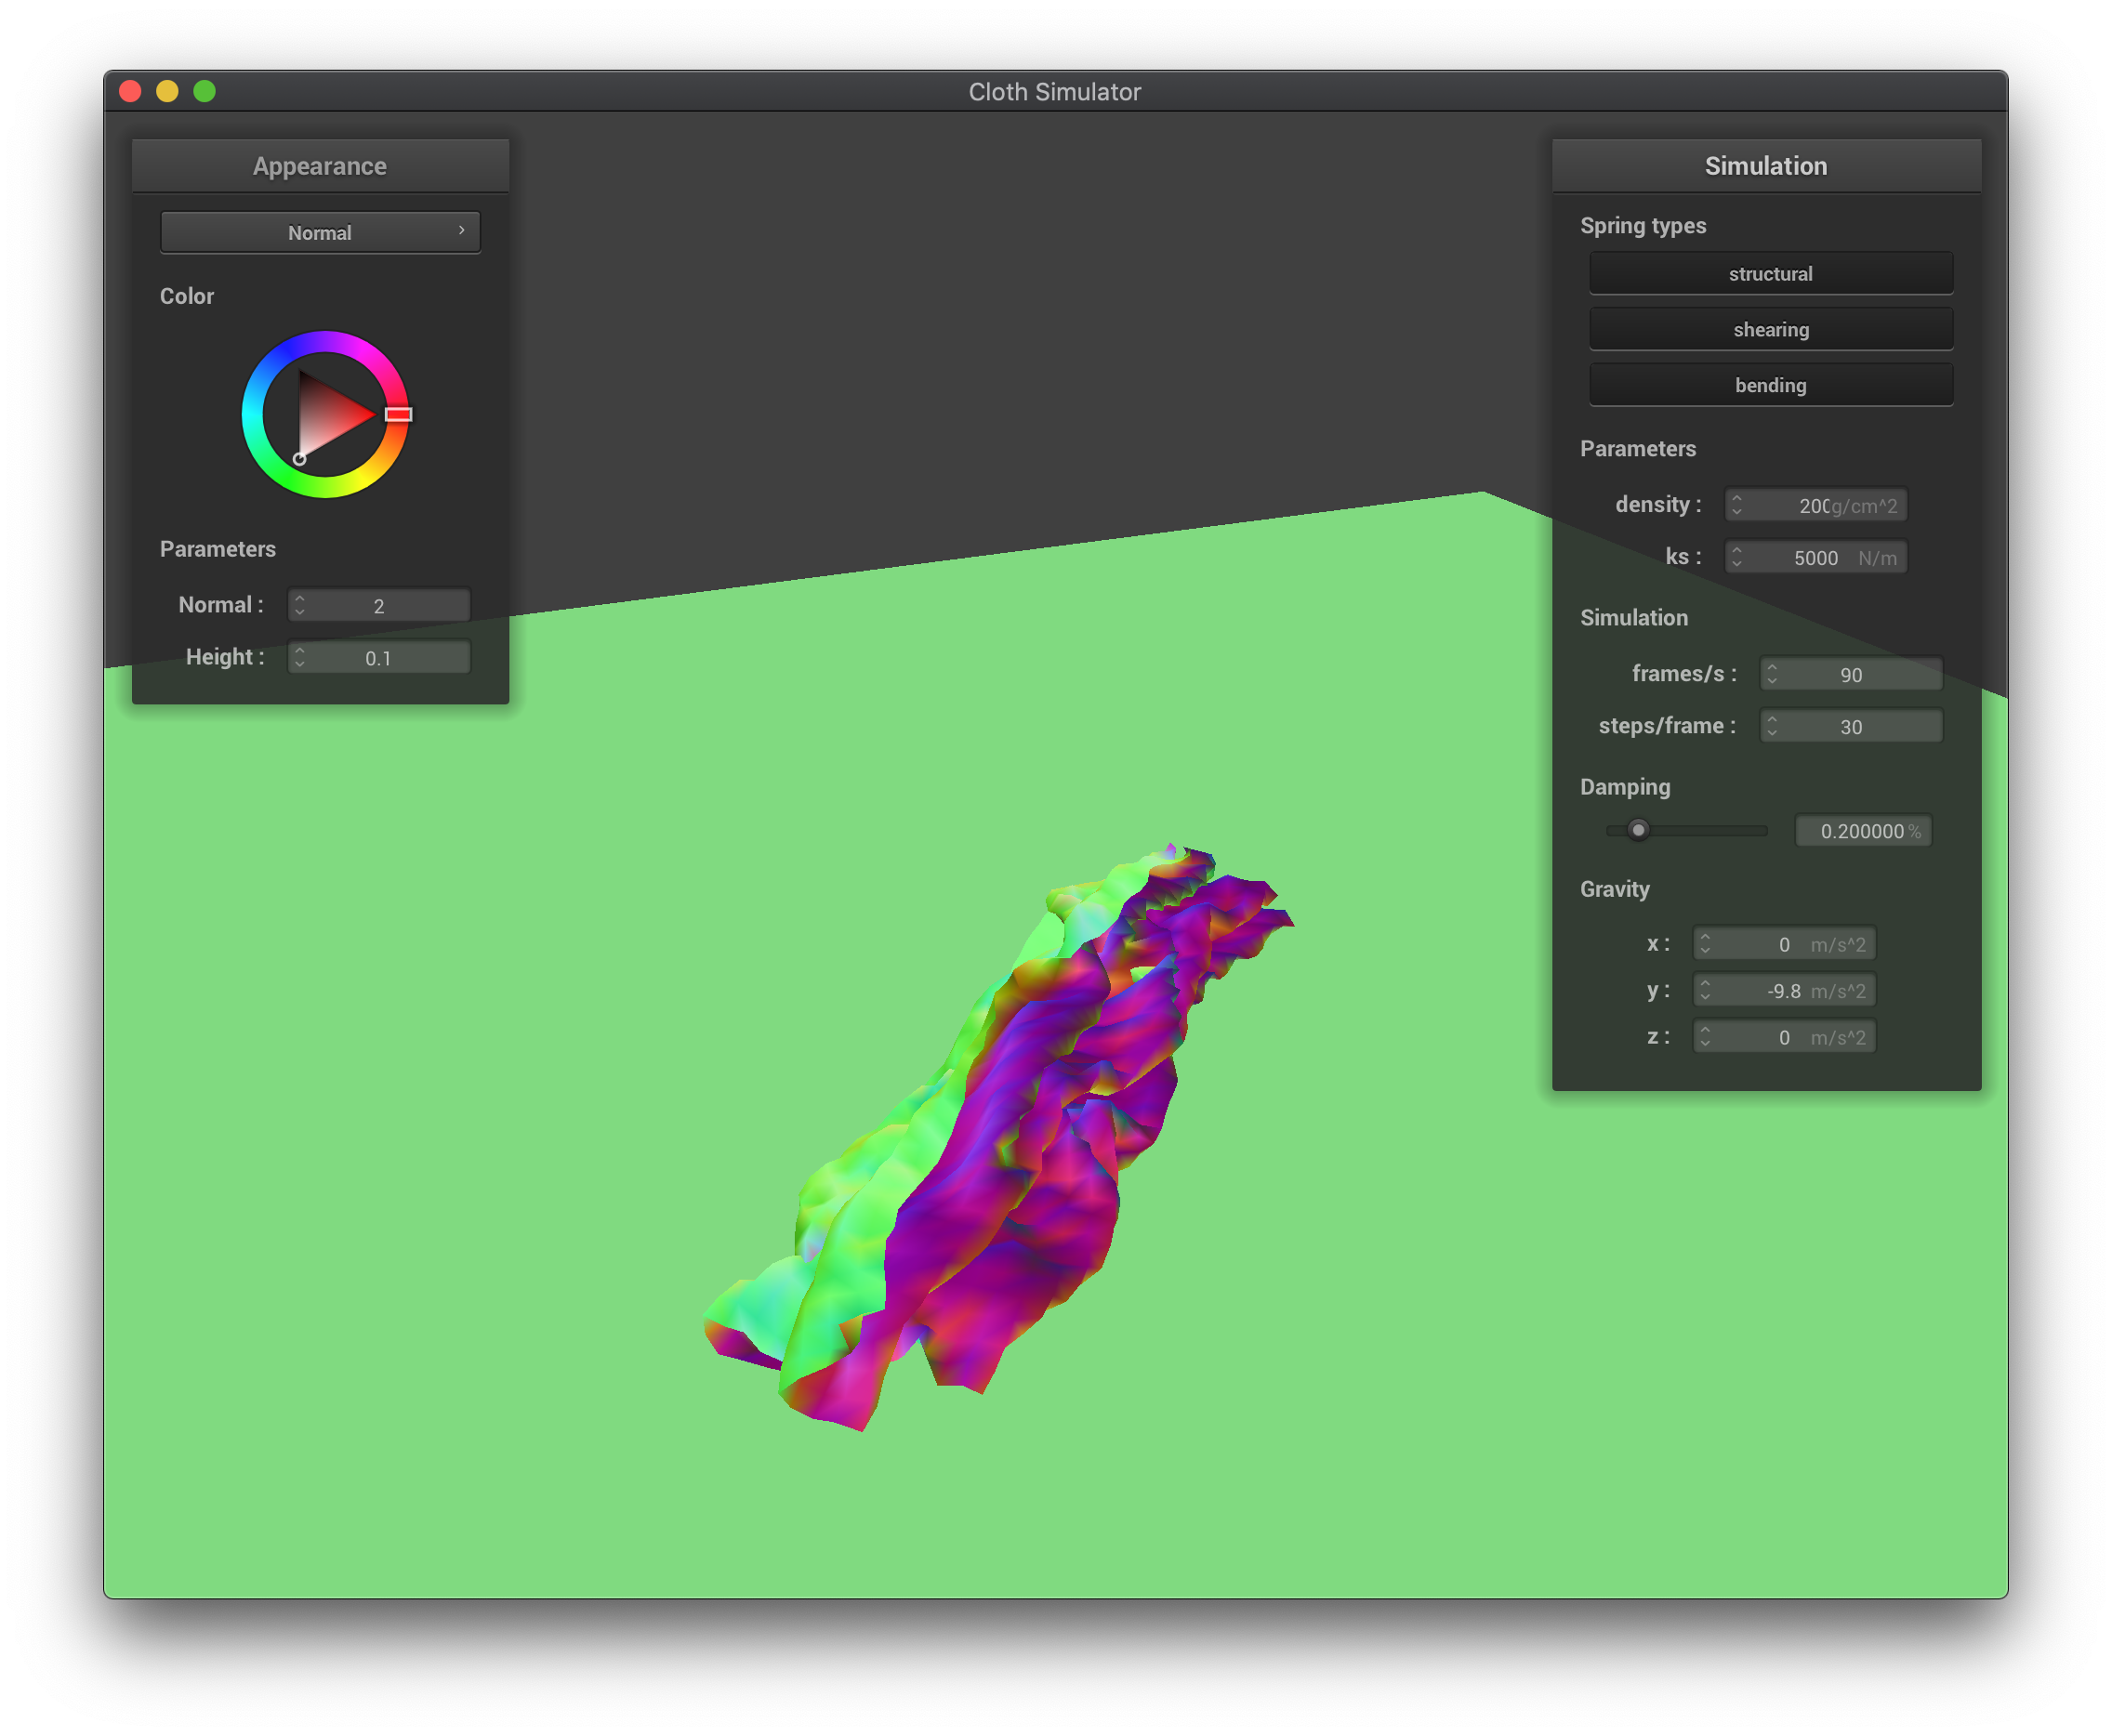 Cloth Simulator
Appearance
Normal
Color
Parameters
Normal : 2
Height : 0.1
Simulation
Spring types
structural
shearing
bending
Parameters
density : 200 g/cm^2
ks : 5000 N/m
Simulation
frames/s : 90
steps/frame : 30
Damping
0.200000 %
Gravity
x : 0 m/s^2
y : -9.8 m/s^2
z : 0 m/s^2